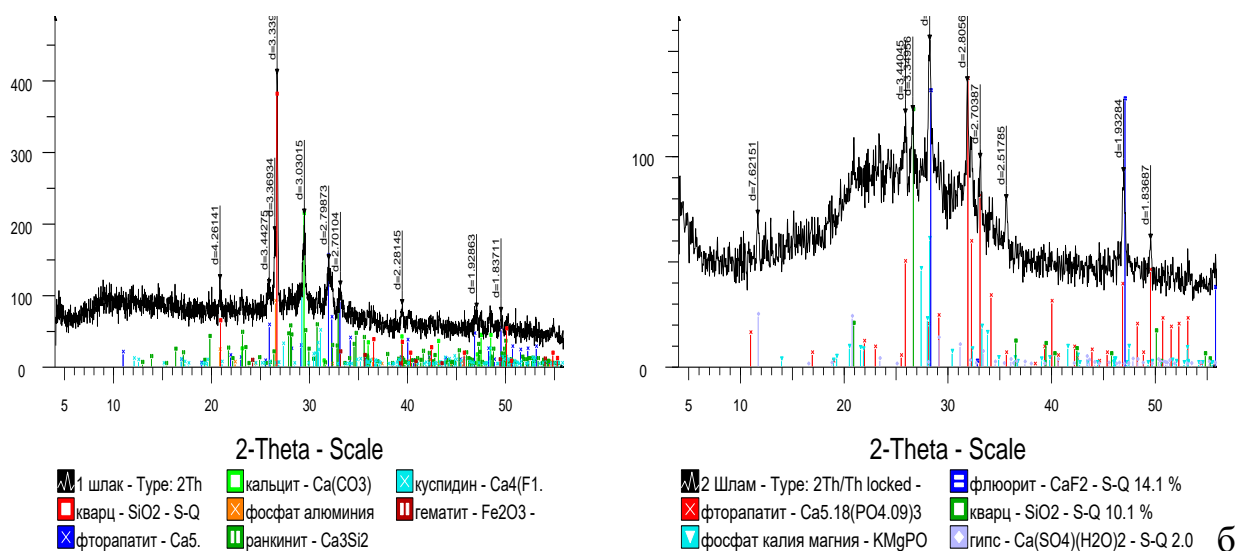 d=3.339
d=4.26141
d=3.44275
d=3.36934
d=3.03015
d=2.79873
d=2.70104
d=2.28145
d=1.92863
d=1.83711
400
300
200
100
0
5 10 20 30 40 50
2-Theta - Scale
1 шлак - Type: 2Th
кальцит - Ca(CO3)
куспидин - Ca4(F1.
кварц - SiO2 - S-Q
фосфат алюминия
гематит - Fe2O3 -
фторапатит - Ca5.
ранкинит - Ca3Si2
d=7.62151
d=3.44045
d=3.34956
d=
d=2.8056
d=2.70387
d=2.51785
d=1.93284
d=1.83687
100
0
5 10 20 30 40 50
2-Theta - Scale
2 Шлам - Type: 2Th/Th locked -
флюорит - CaF2 - S-Q 14.1 %
фторапатит - Ca5.18(PO4.09)3
кварц - SiO2 - S-Q 10.1 %
фосфат калия магния - KMgPO
гипс - Ca(SO4)(H2O)2 - S-Q 2.0
б